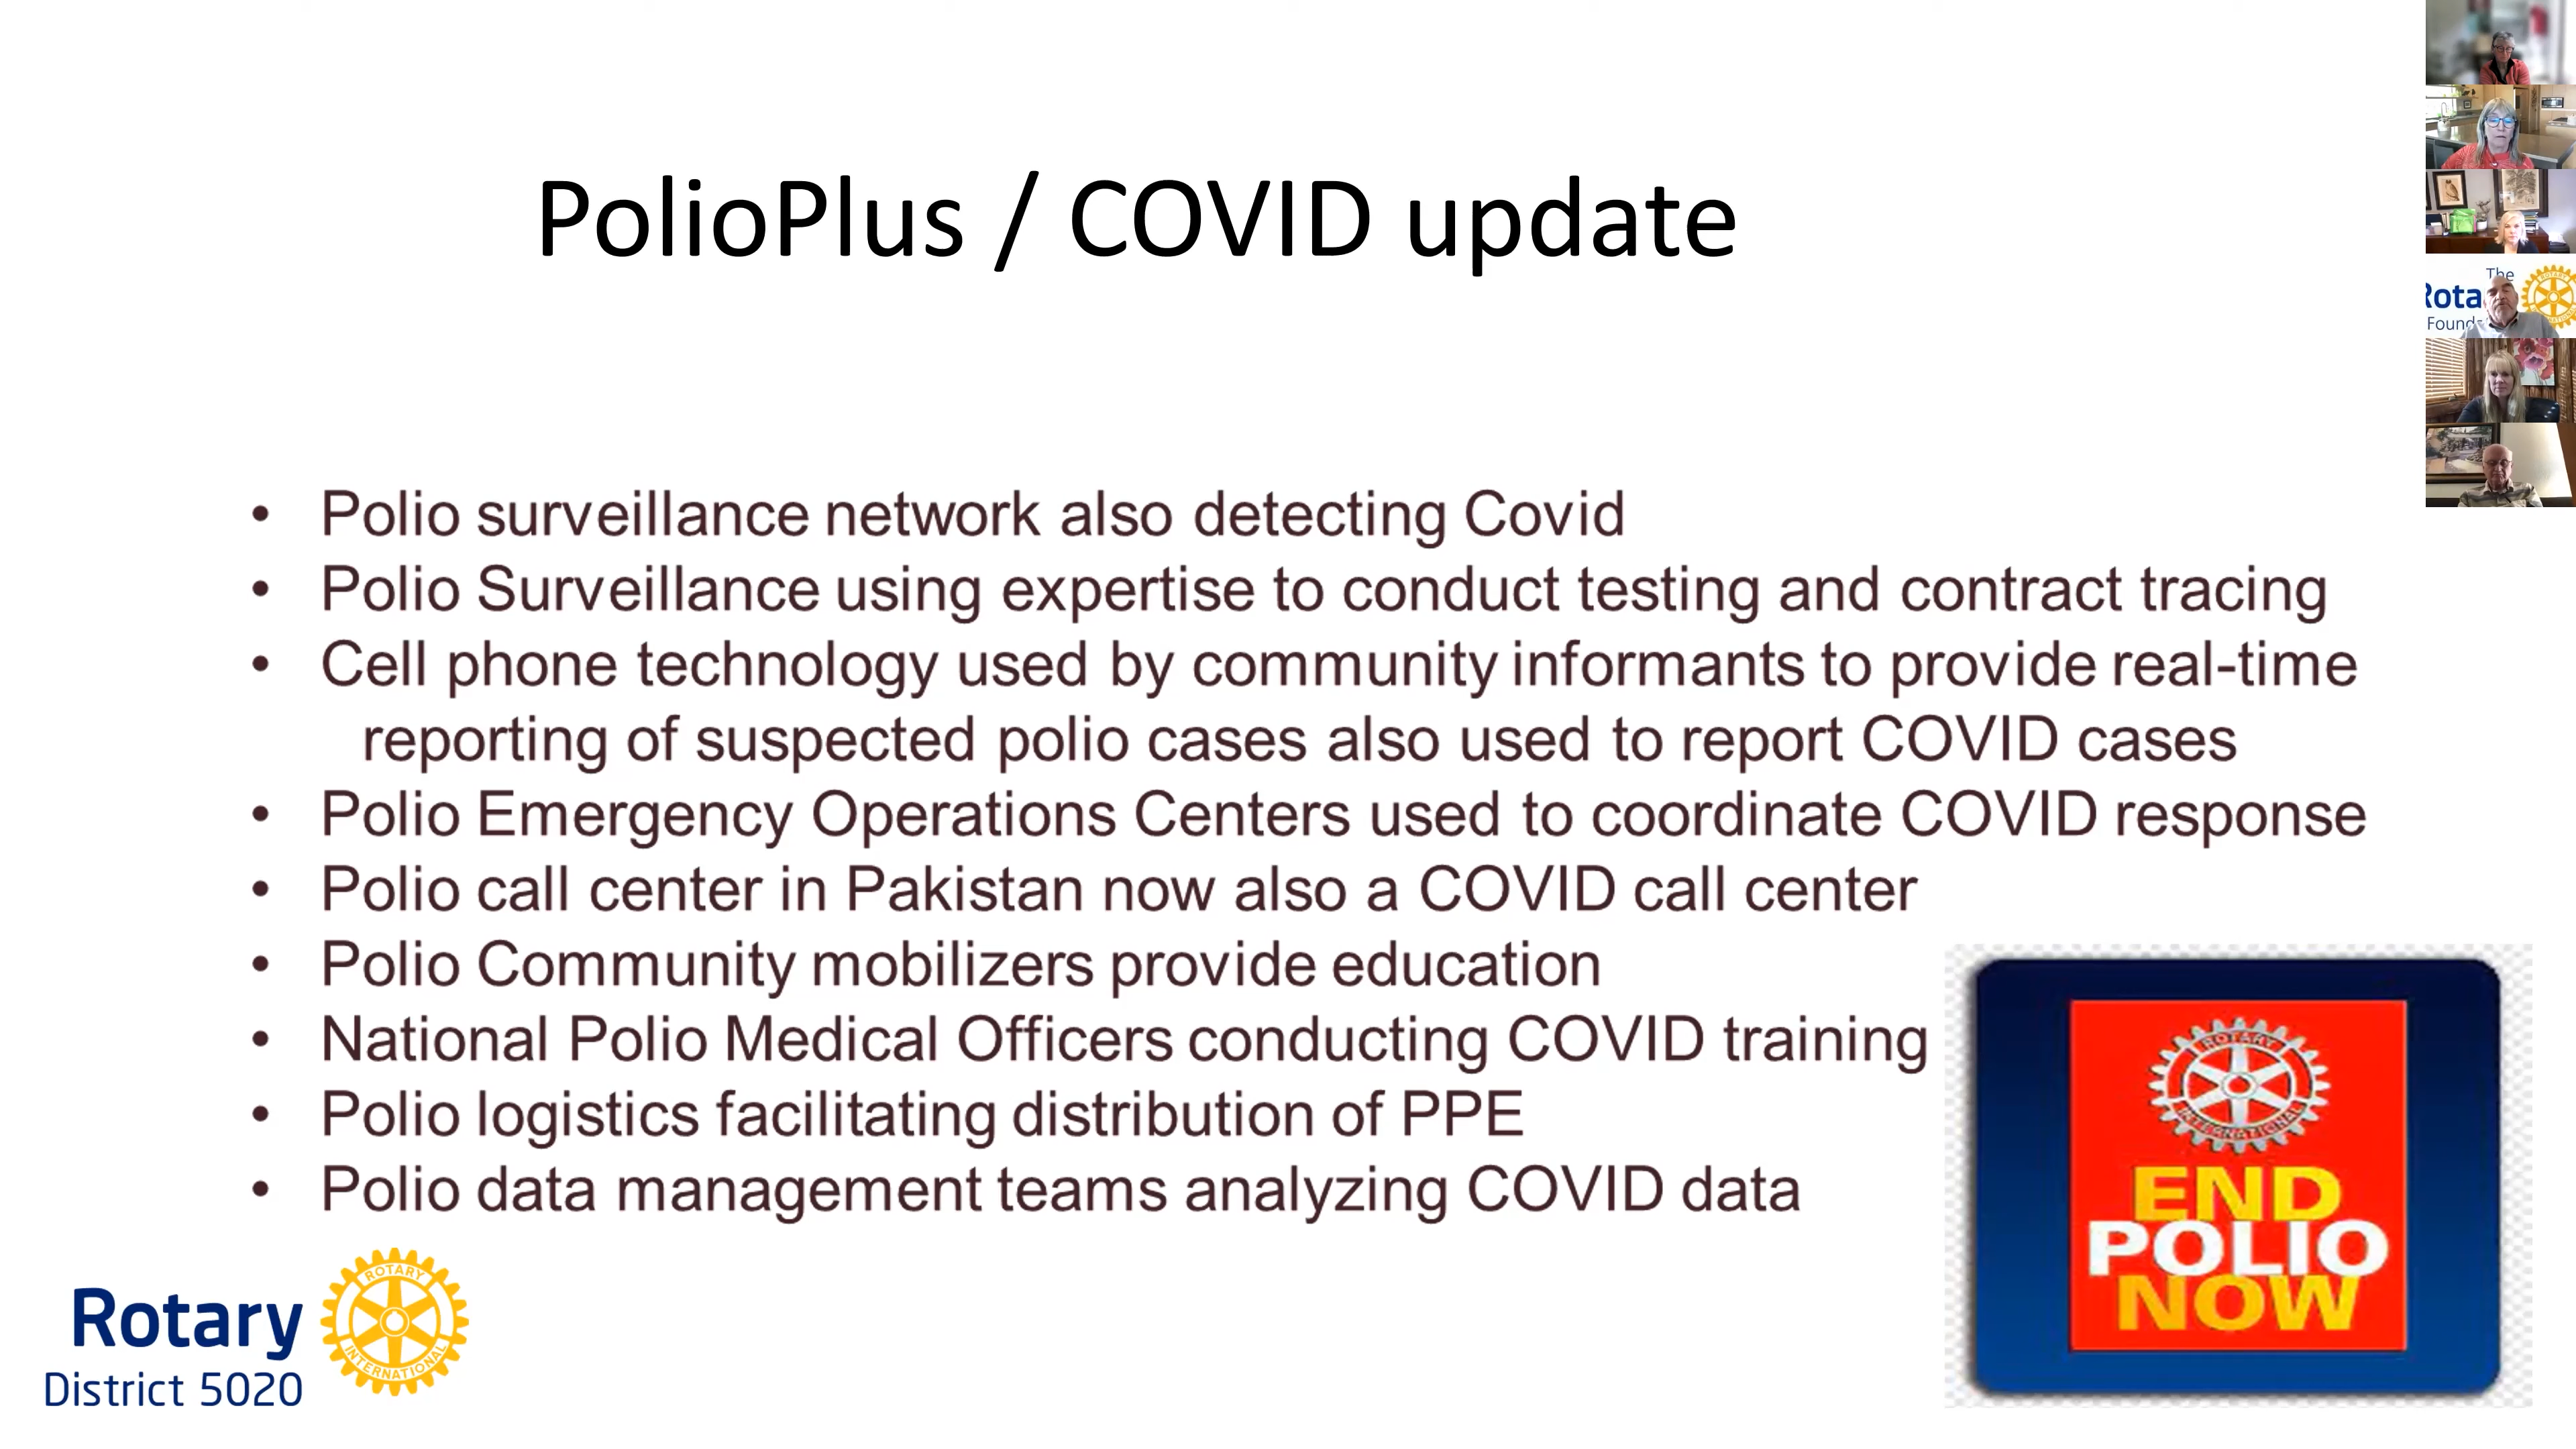 PolioPlus / COVID update
The
Rota
Found
• Polio surveillance network also detecting Covid
• Polio Surveillance using expertise to conduct testing and contract tracing
• Cell phone technology used by community informants to provide real-time
reporting of suspected polio cases also used to report COVID cases
• Polio Emergency Operations Centers used to coordinate COVID response
• Polio call center in Pakistan now also a COVID call center
• Polio Community mobilizers provide education
• National Polio Medical Officers conducting COVID training
• Polio logistics facilitating distribution of PPE
• Polio data management teams analyzing COVID data
Rotary
District 5020
ROTARY
INTERNATIONAL
ROTARY
INTERNATIONAL
END
POLIO
NOW